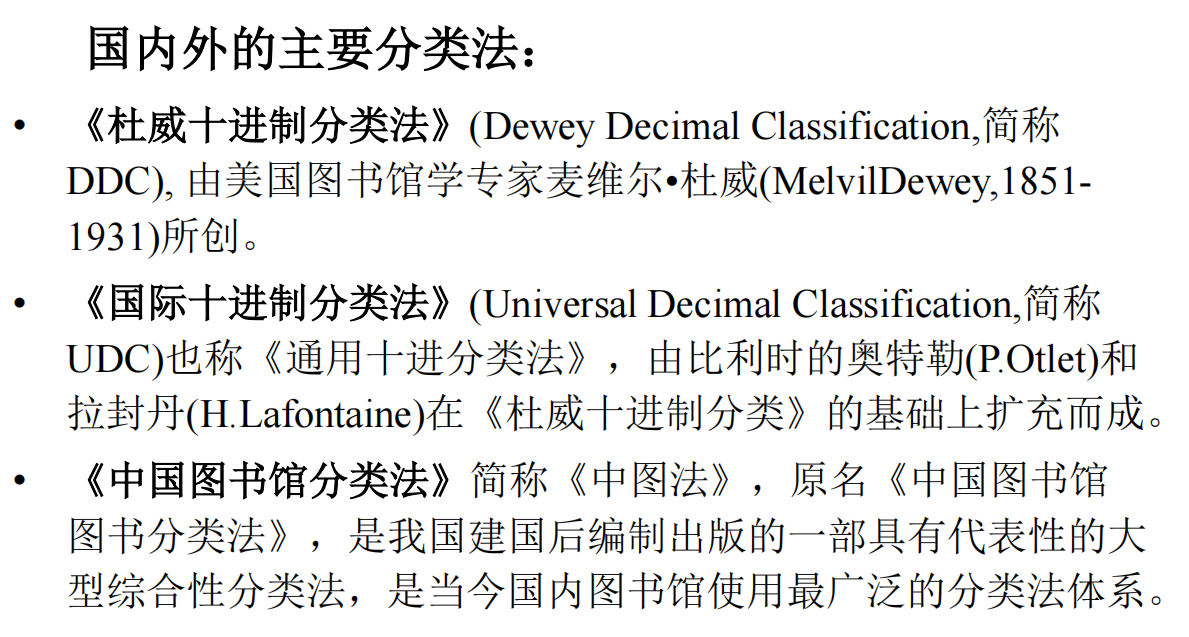 国内外的主要分类法：
• 《杜威十进制分类法》(Dewey Decimal Classification,简称
DDC), 由美国图书馆学专家麦维尔•杜威(MelvilDewey,1851-
1931)所创。
• 《国际十进制分类法》(Universal Decimal Classification,简称
UDC)也称《通用十进分类法》，由比利时的奥特勒(P.Otlet)和
拉封丹(H.Lafontaine)在《杜威十进制分类》的基础上扩充而成。
• 《中国图书馆分类法》简称《中图法》，原名《中国图书馆
图书分类法》，是我国建国后编制出版的一部具有代表性的大
型综合性分类法，是当今国内图书馆使用最广泛的分类法体系。